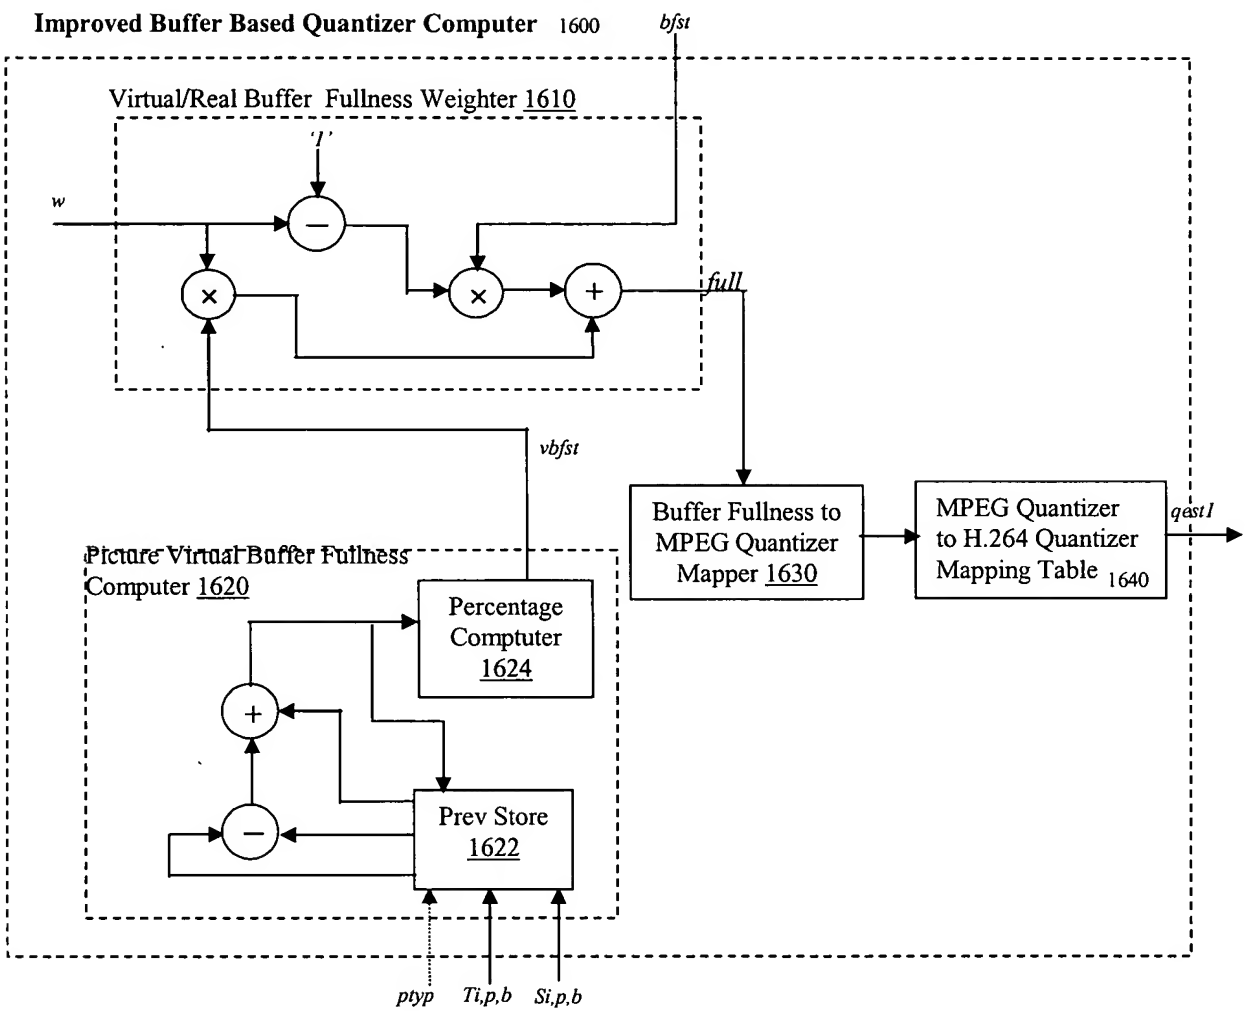 Improved Buffer Based Quantizer Computer 1600
bfst
Virtual/Real Buffer Fullness Weighter 1610
'1'
w
−
×
×
+
full
vbfst
Buffer Fullness to
MPEG Quantizer
Mapper 1630
MPEG Quantizer
to H.264 Quantizer
Mapping Table 1640
qest1
Picture Virtual Buffer Fullness
Computer 1620
Percentage
Comptuter
1624
+
−
Prev Store
1622
ptyp
Ti,p,b
Si,p,b